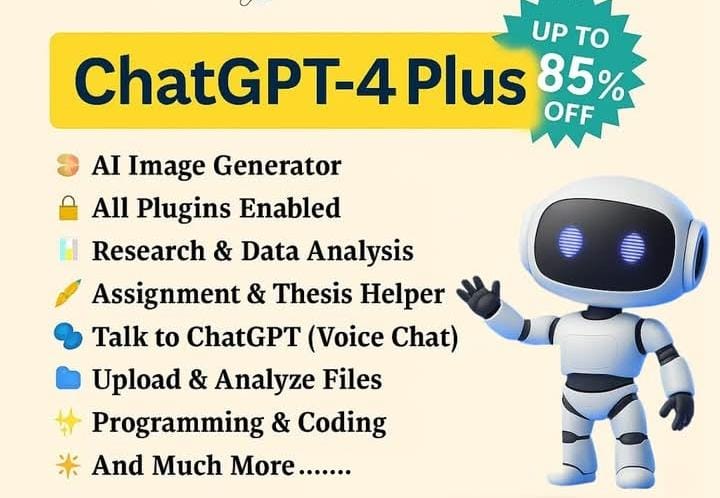 UP TO
85%
OFF
ChatGPT-4 Plus
AI Image Generator
All Plugins Enabled
Research & Data Analysis
Assignment & Thesis Helper
Talk to ChatGPT (Voice Chat)
Upload & Analyze Files
Programming & Coding
And Much More.......